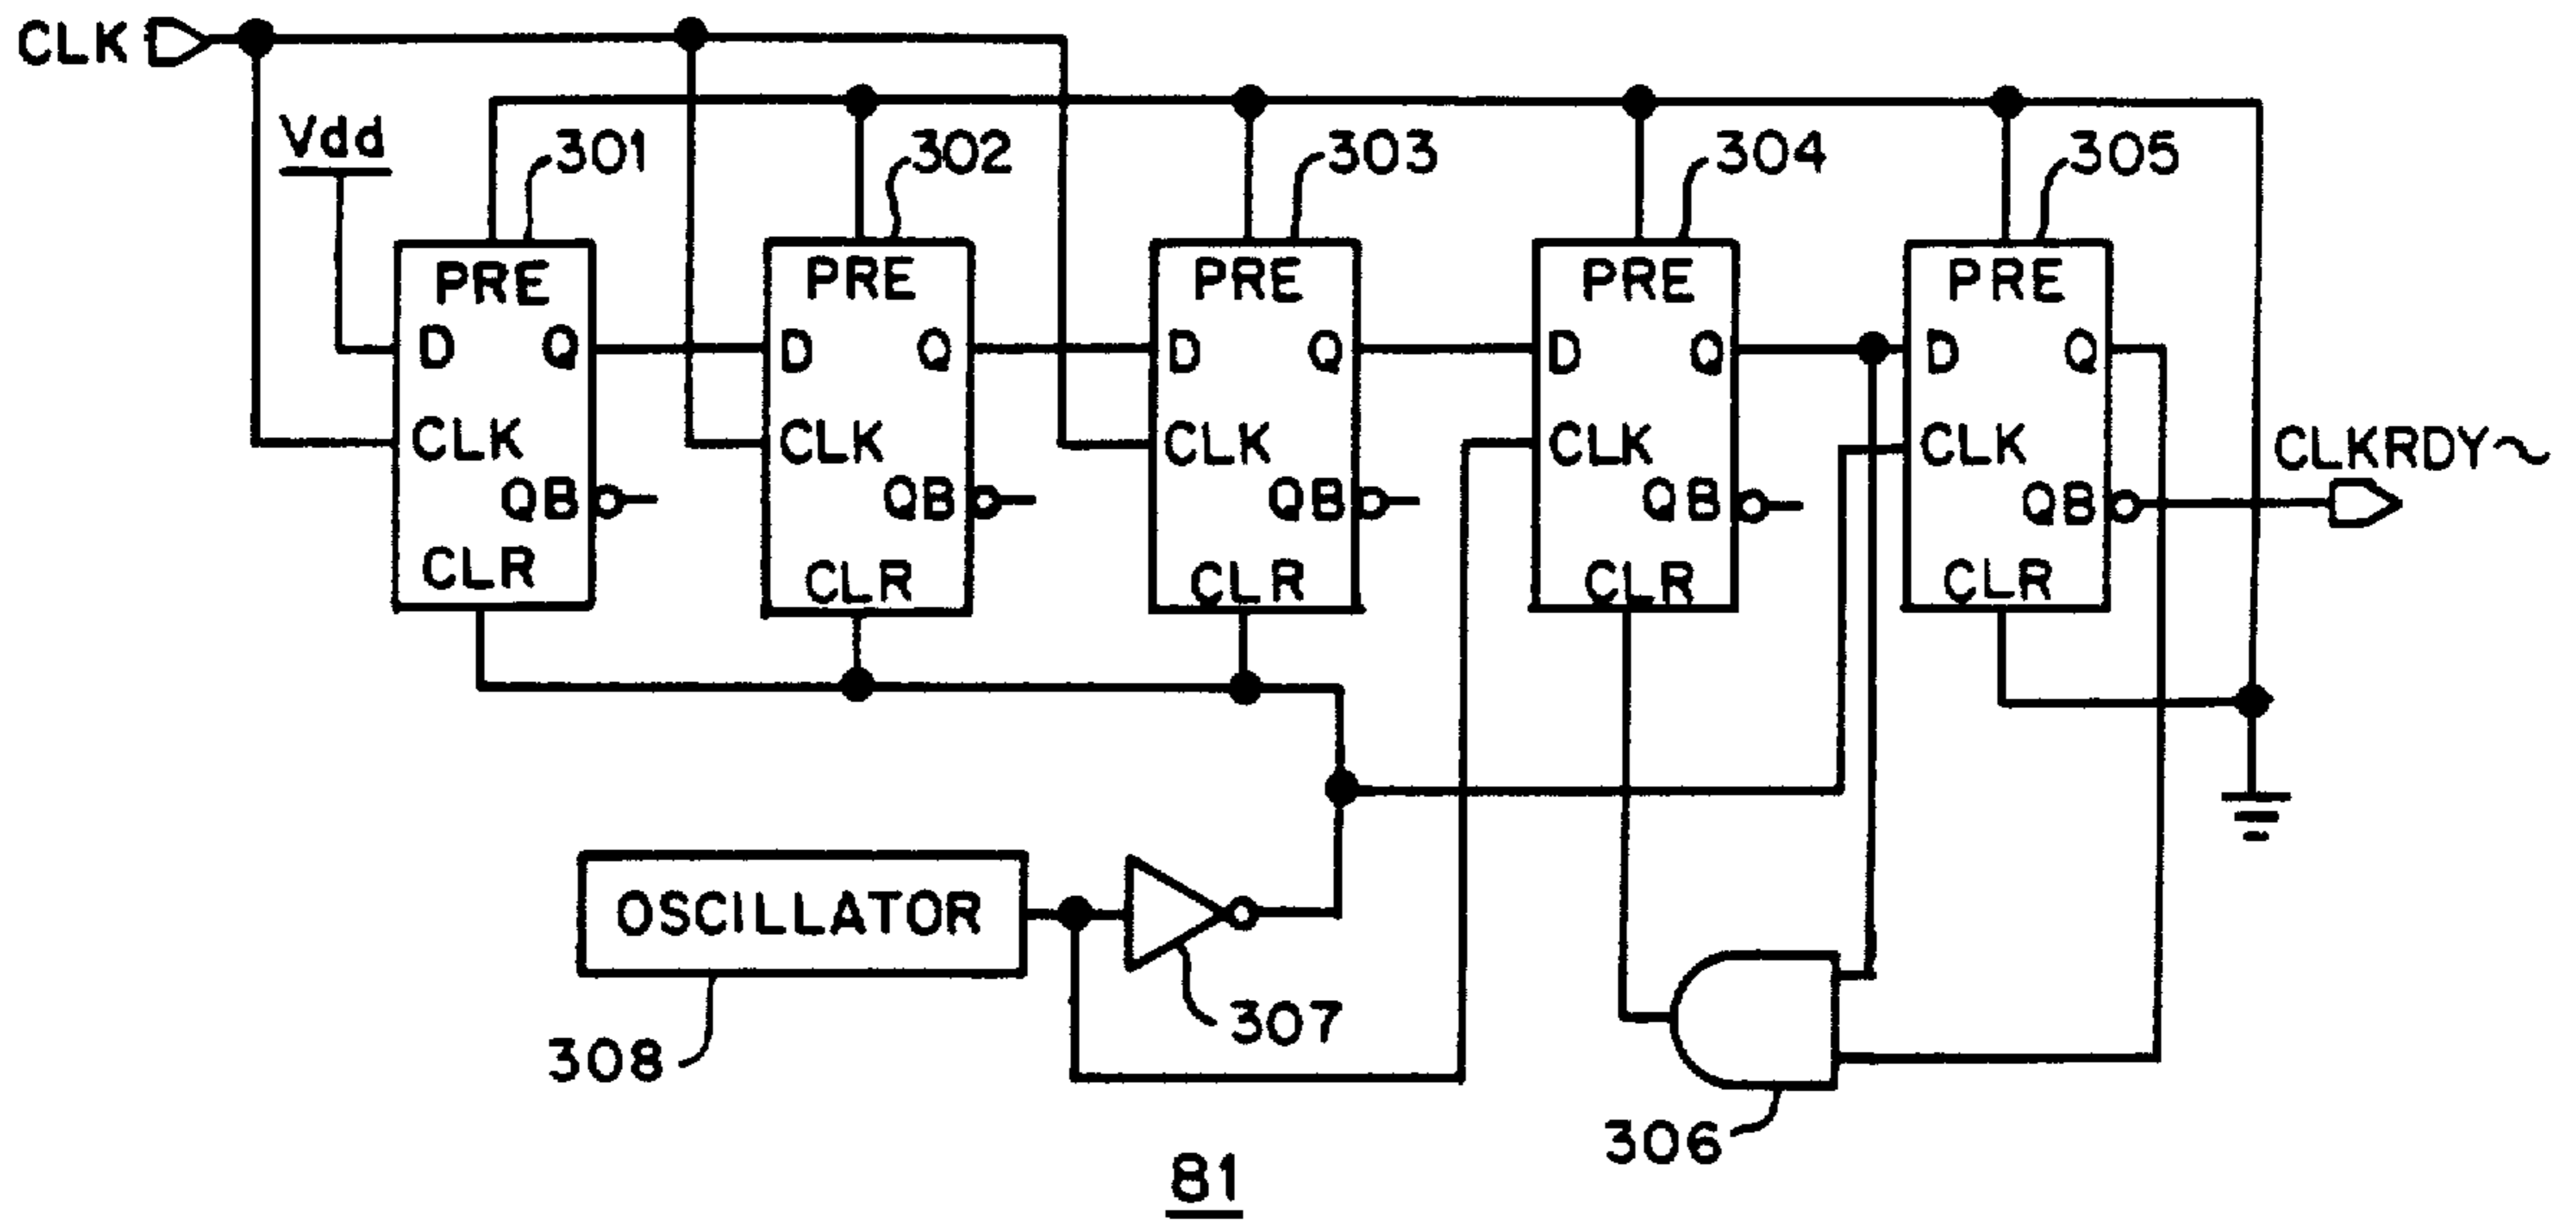 CLK
Vdd
301
302
303
304
305
PRE
D
Q
CLK
QB
CLR
PRE
D
Q
CLK
QB
CLR
PRE
D
Q
CLK
QB
CLR
PRE
D
Q
CLK
QB
CLR
PRE
D
Q
CLK
QB
CLR
CLKRDY~
OSCILLATOR
307
308
306
81